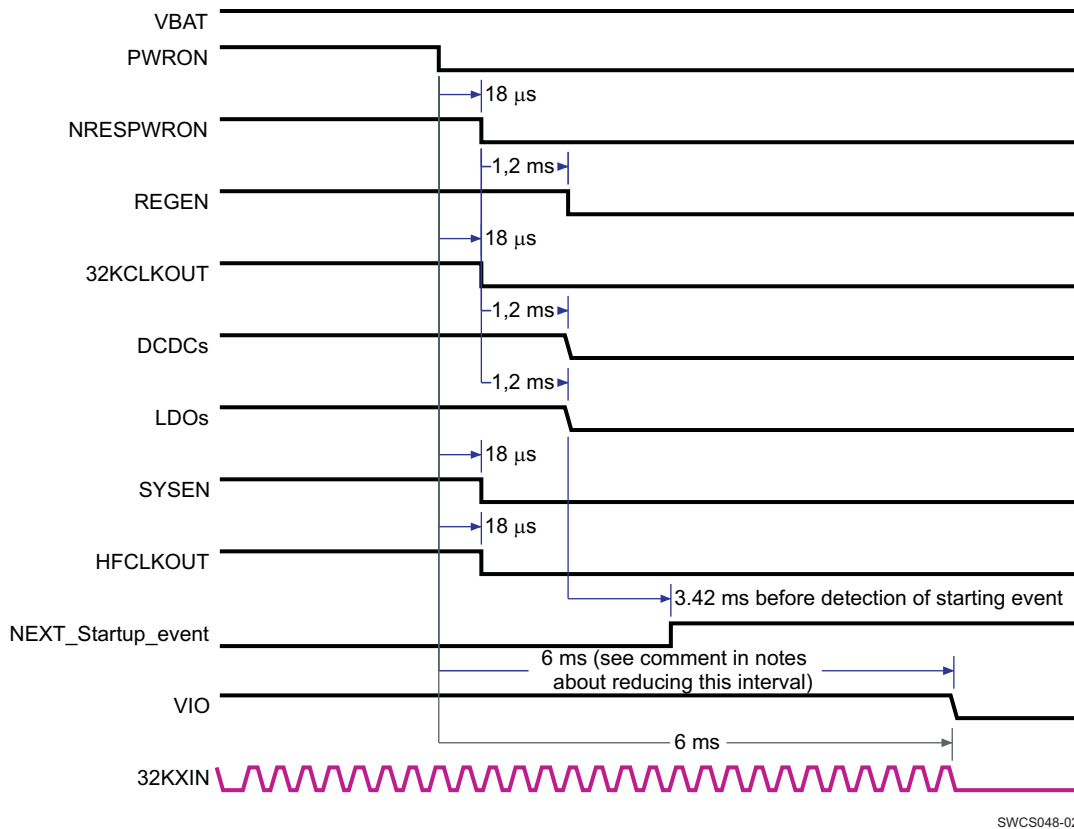 VBAT
PWRON
18 μs
NRESPWRON
1,2 ms
REGEN
18 μs
32KCLKOUT
1,2 ms
DCDCs
1,2 ms
LDOs
18 μs
SYSEN
18 μs
HFCLKOUT
3.42 ms before detection of starting event
NEXT_Startup_event
6 ms (see comment in notes
about reducing this interval)
VIO
6 ms
32KXIN
SWCS048-02